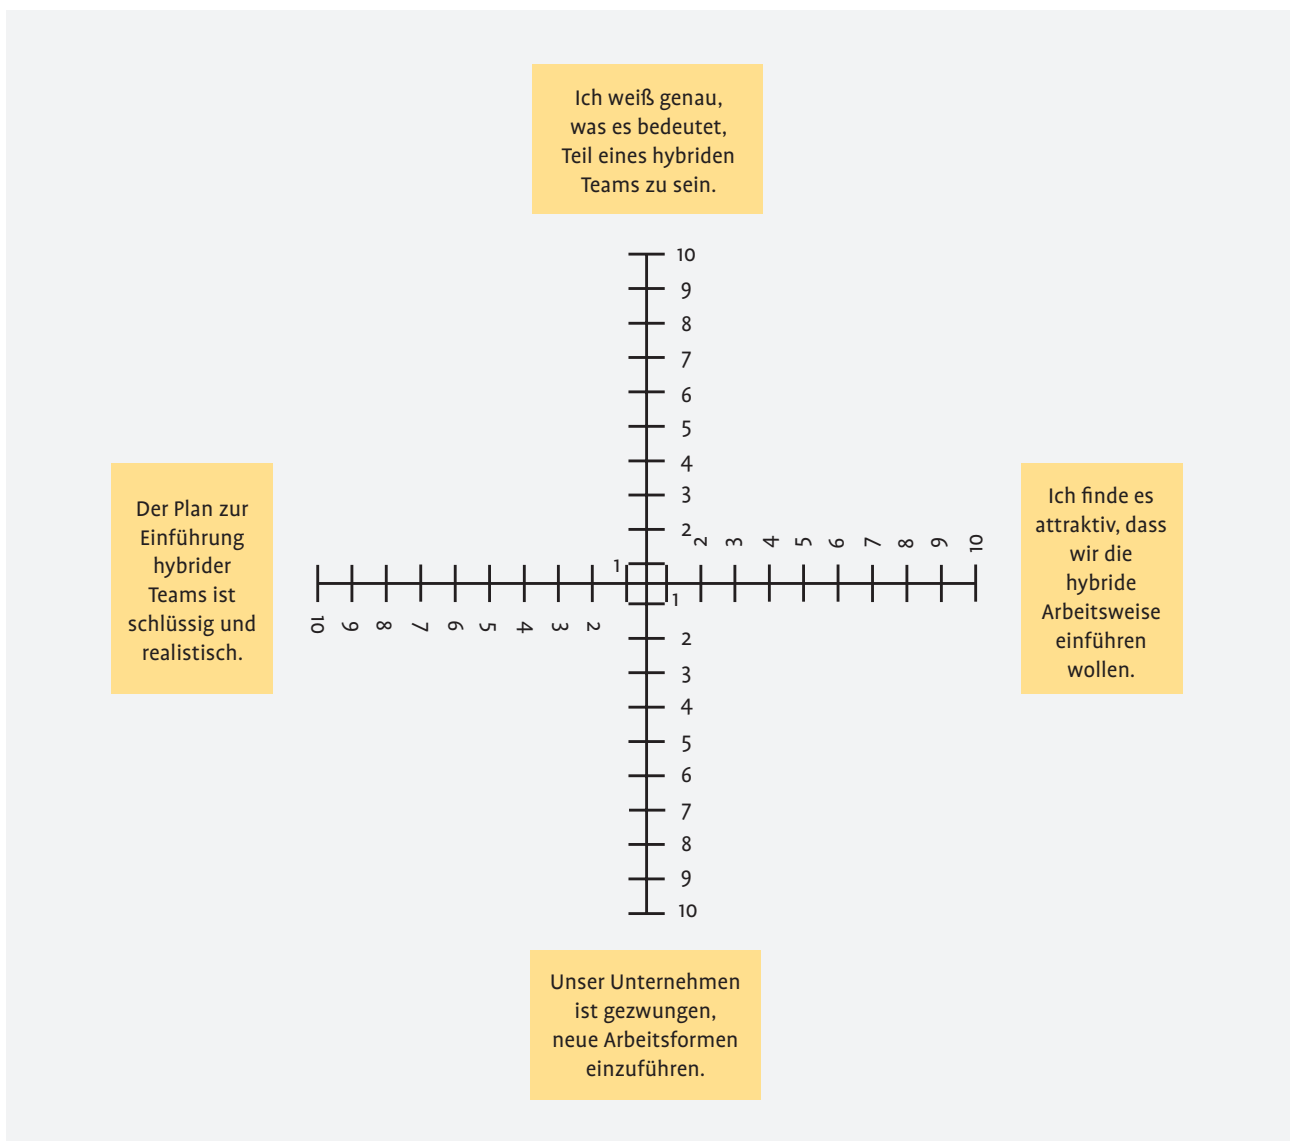 Ich weiß genau,
was es bedeutet,
Teil eines hybriden
Teams zu sein.
10
9
8
7
6
5
4
3
2
1
Der Plan zur
Einführung
hybrider
Teams ist
schlüssig und
realistisch.
10 9 8 7 6 5 4 3 2
2 3 4 5 6 7 8 9 10
Ich finde es
attraktiv, dass
wir die
hybride
Arbeitsweise
einführen
wollen.
1
2
3
4
5
6
7
8
9
10
Unser Unternehmen
ist gezwungen,
neue Arbeitsformen
einzuführen.